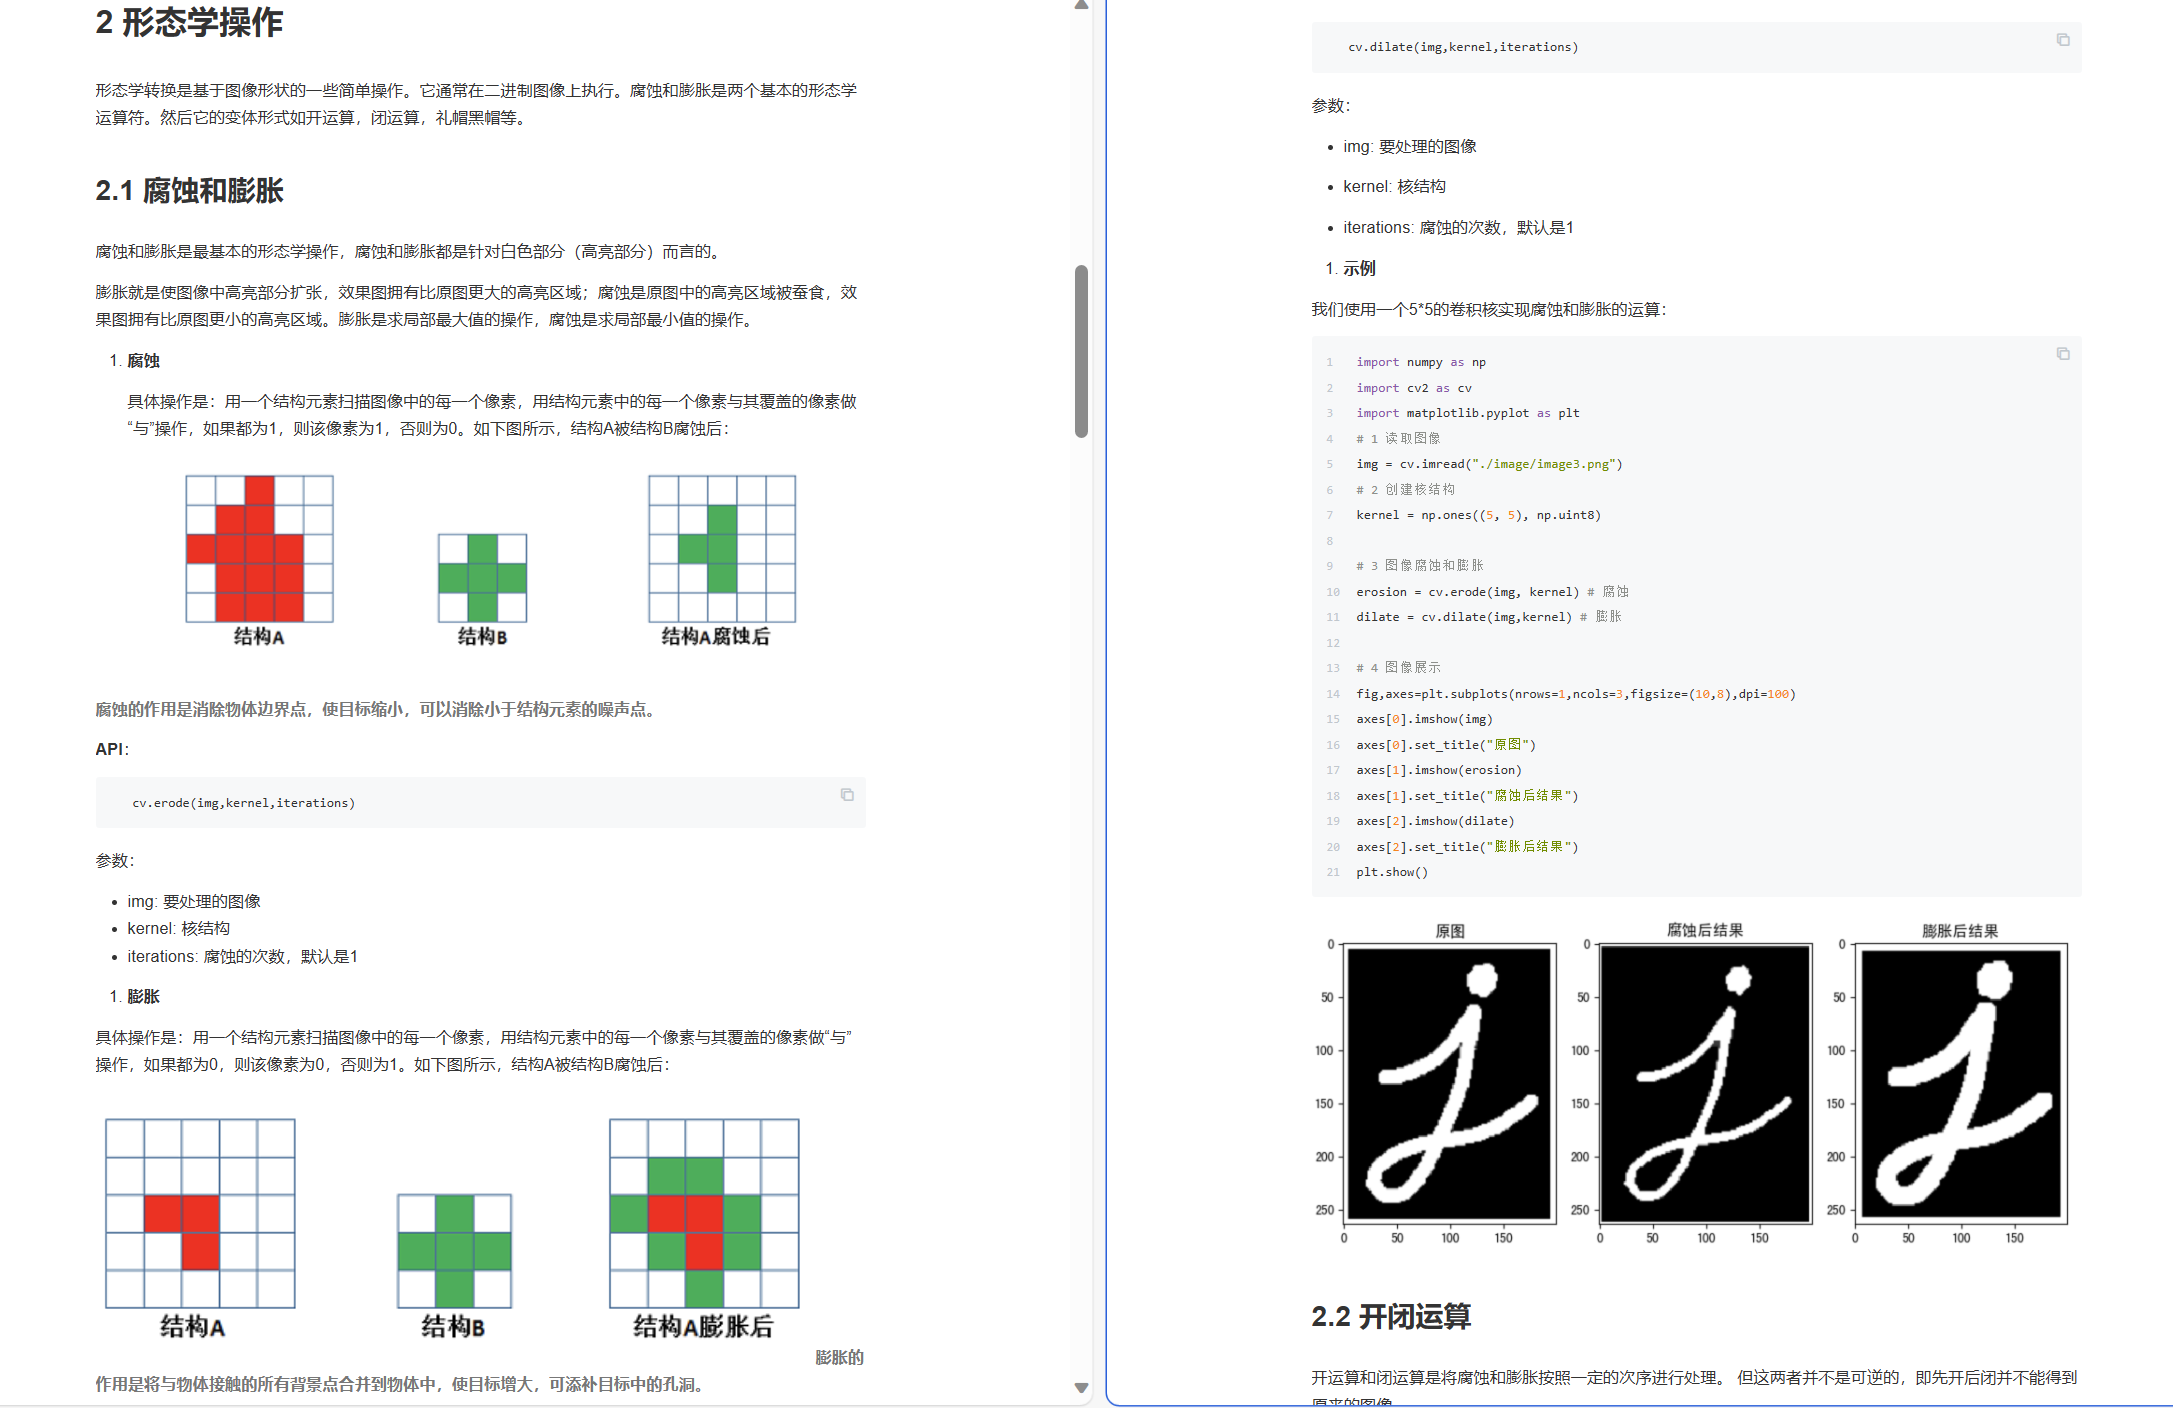 2 形态学操作
形态学转换是基于图像形状的一些简单操作。它通常在二进制图像上执行。腐蚀和膨胀是两个基本的形态学
运算符。然后它的变体形式如开运算，闭运算，礼帽黑帽等。
2.1 腐蚀和膨胀
腐蚀和膨胀是最基本的形态学操作，腐蚀和膨胀都是针对白色部分（高亮部分）而言的。
膨胀就是使图像中高亮部分扩张，效果图拥有比原图更大的高亮区域；腐蚀是原图中的高亮区域被蚕食，效
果图拥有比原图更小的高亮区域。膨胀是求局部最大值的操作，腐蚀是求局部最小值的操作。
1. 腐蚀
具体操作是：用一个结构元素扫描图像中的每一个像素，用结构元素中的每一个像素与其覆盖的像素做
“与”操作，如果都为1，则该像素为1，否则为0。如下图所示，结构A被结构B腐蚀后：
结构A 结构B 结构A腐蚀后
腐蚀的作用是消除物体边界点，使目标缩小，可以消除小于结构元素的噪声点。
API：
cv.erode(img,kernel,iterations)
参数：
• img: 要处理的图像
• kernel: 核结构
• iterations: 腐蚀的次数，默认是1
1. 膨胀
具体操作是：用一个结构元素扫描图像中的每一个像素，用结构元素中的每一个像素与其覆盖的像素做“与”
操作，如果都为0，则该像素为0，否则为1。如下图所示，结构A被结构B腐蚀后：
结构A 结构B 结构A膨胀后
膨胀的
作用是将与物体接触的所有背景点合并到物体中，使目标增大，可添补目标中的孔洞。
cv.dilate(img,kernel,iterations)
参数：
• img: 要处理的图像
• kernel: 核结构
• iterations: 腐蚀的次数，默认是1
1. 示例
我们使用一个5*5的卷积核实现腐蚀和膨胀的运算：
1 import numpy as np
2 import cv2 as cv
3 import matplotlib.pyplot as plt
4 # 1 读取图像
5 img = cv.imread("./image/image3.png")
6 # 2 创建核结构
7 kernel = np.ones((5, 5), np.uint8)
8
9 # 3 图像腐蚀和膨胀
10 erosion = cv.erode(img, kernel) # 腐蚀
11 dilate = cv.dilate(img,kernel) # 膨胀
12
13 # 4 图像展示
14 fig,axes=plt.subplots(nrows=1,ncols=3,figsize=(10,8),dpi=100)
15 axes[0].imshow(img)
16 axes[0].set_title("原图")
17 axes[1].imshow(erosion)
18 axes[1].set_title("腐蚀后结果")
19 axes[2].imshow(dilate)
20 axes[2].set_title("膨胀后结果")
21 plt.show()
原图 腐蚀后结果 膨胀后结果
0 0 0
50 50 50
100 100 100
150 150 150
200 200 200
250 250 250
0 50 100 150 0 50 100 150 0 50 100 150
2.2 开闭运算
开运算和闭运算是将腐蚀和膨胀按照一定的次序进行处理。 但这两者并不是可逆的，即先开后闭并不能得到
原来的图像